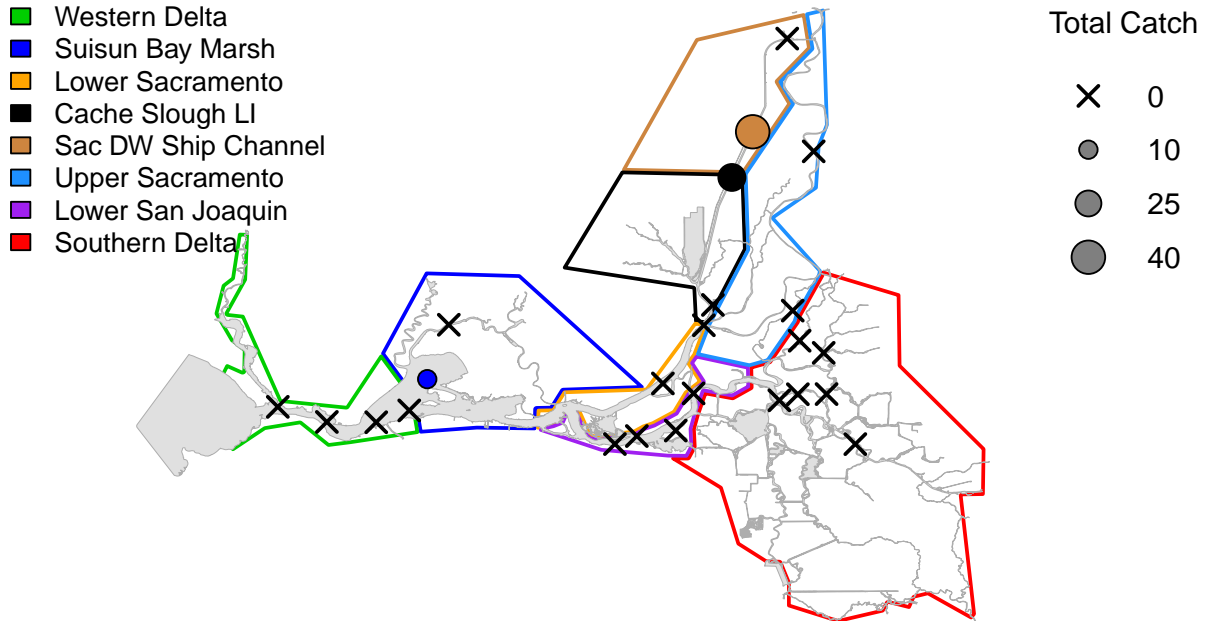 Western Delta
Suisun Bay Marsh
Lower Sacramento
Cache Slough LI
Sac DW Ship Channel
Upper Sacramento
Lower San Joaquin
Southern Delta
Total Catch
0
10
25
40